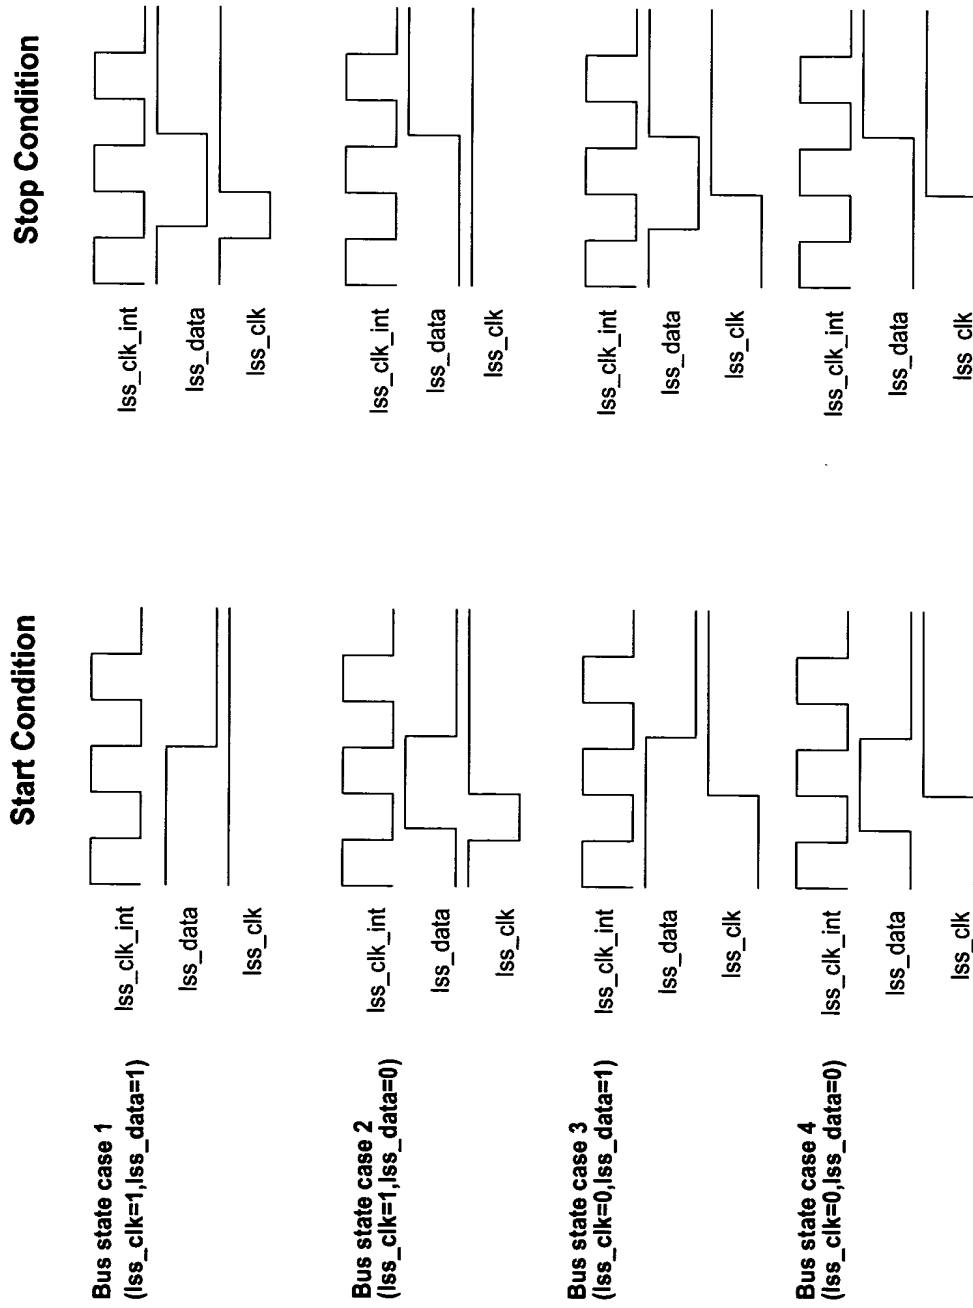 Start Condition
Stop Condition
Bus state case 1
(lss_clk=1,lss_data=1)
lss_clk_int
lss_data
lss_clk
lss_clk_int
lss_data
lss_clk
Bus state case 2
(lss_clk=1,lss_data=0)
lss_clk_int
lss_data
lss_clk
lss_clk_int
lss_data
lss_clk
Bus state case 3
(lss_clk=0,lss_data=1)
lss_clk_int
lss_data
lss_clk
lss_clk_int
lss_data
lss_clk
Bus state case 4
(lss_clk=0,lss_data=0)
lss_clk_int
lss_data
lss_clk
lss_clk_int
lss_data
lss_clk